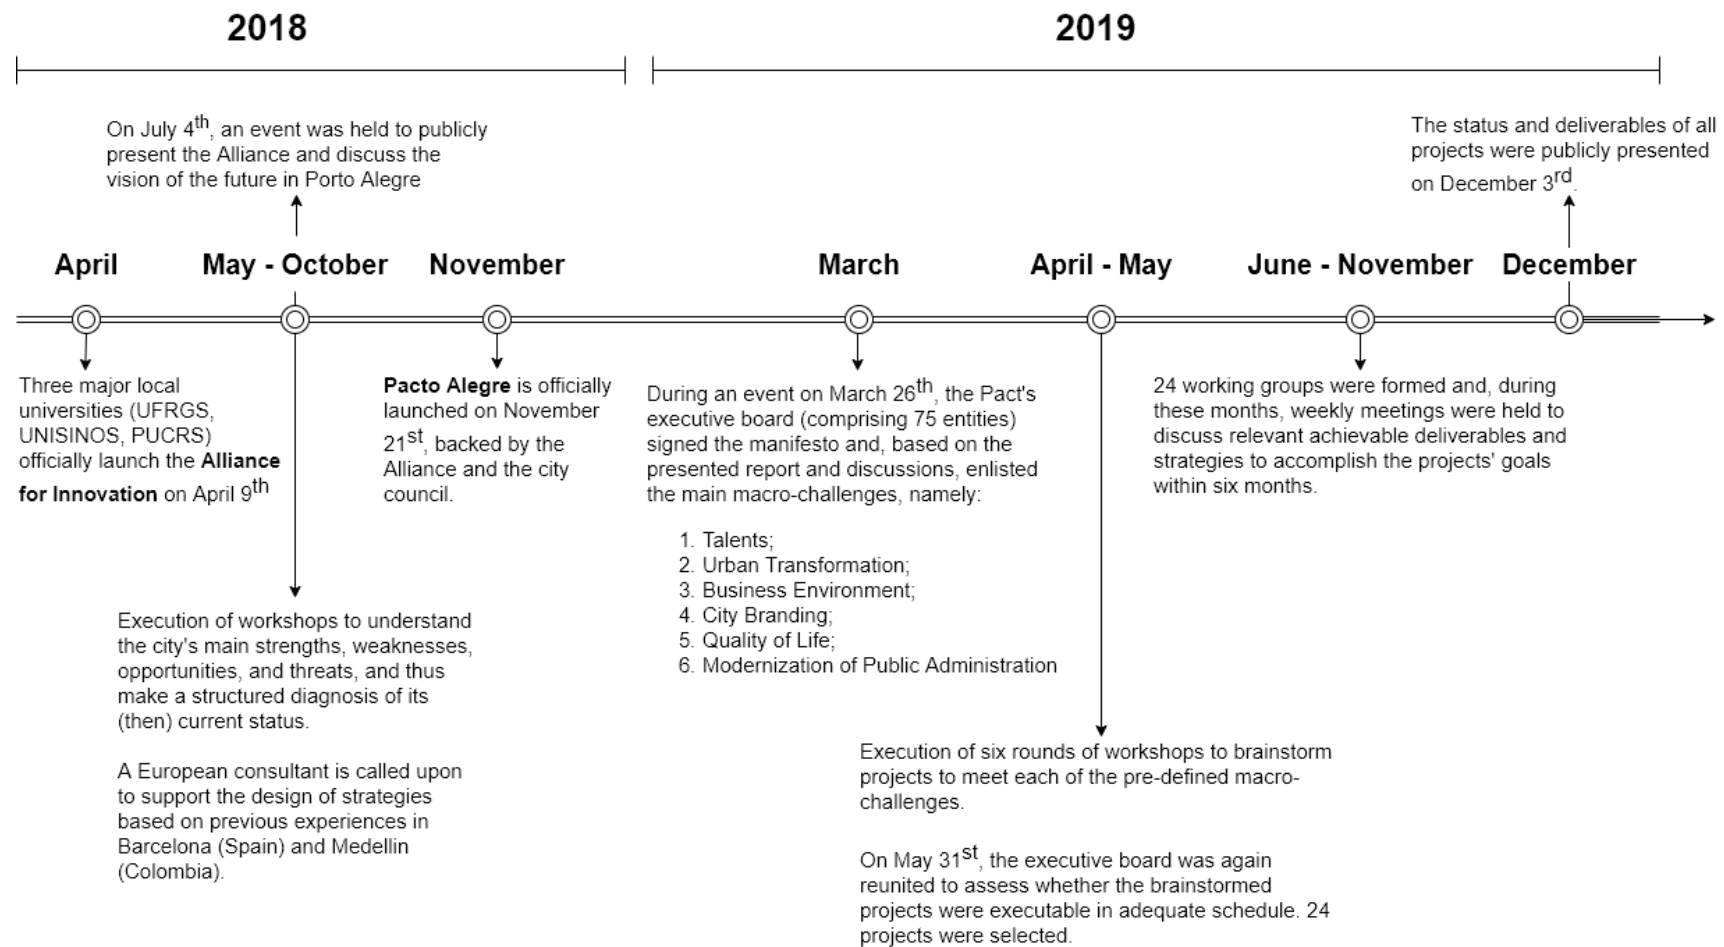 2018
2019
On July 4th, an event was held to publicly
present the Alliance and discuss the
vision of the future in Porto Alegre
The status and deliverables of all
projects were publicly presented
on December 3rd.
April
May - October
November
March
April - May
June - November
December
Three major local
universities (UFRGS,
UNISINOS, PUCRS)
officially launch the Alliance
for Innovation on April 9th
Execution of workshops to understand
the city's main strengths, weaknesses,
opportunities, and threats, and thus
make a structured diagnosis of its
(then) current status.
A European consultant is called upon
to support the design of strategies
based on previous experiences in
Barcelona (Spain) and Medellin
(Colombia).
Pacto Alegre is officially
launched on November
21st, backed by the
Alliance and the city
council.
During an event on March 26th, the Pact's
executive board (comprising 75 entities)
signed the manifesto and, based on the
presented report and discussions, enlisted
the main macro-challenges, namely:
1. Talents;
2. Urban Transformation;
3. Business Environment;
4. City Branding;
5. Quality of Life;
6. Modernization of Public Administration
Execution of six rounds of workshops to brainstorm
projects to meet each of the pre-defined macro-
challenges.
On May 31st, the executive board was again
reunited to assess whether the brainstormed
projects were executable in adequate schedule. 24
projects were selected.
24 working groups were formed and, during
these months, weekly meetings were held to
discuss relevant achievable deliverables and
strategies to accomplish the projects' goals
within six months.